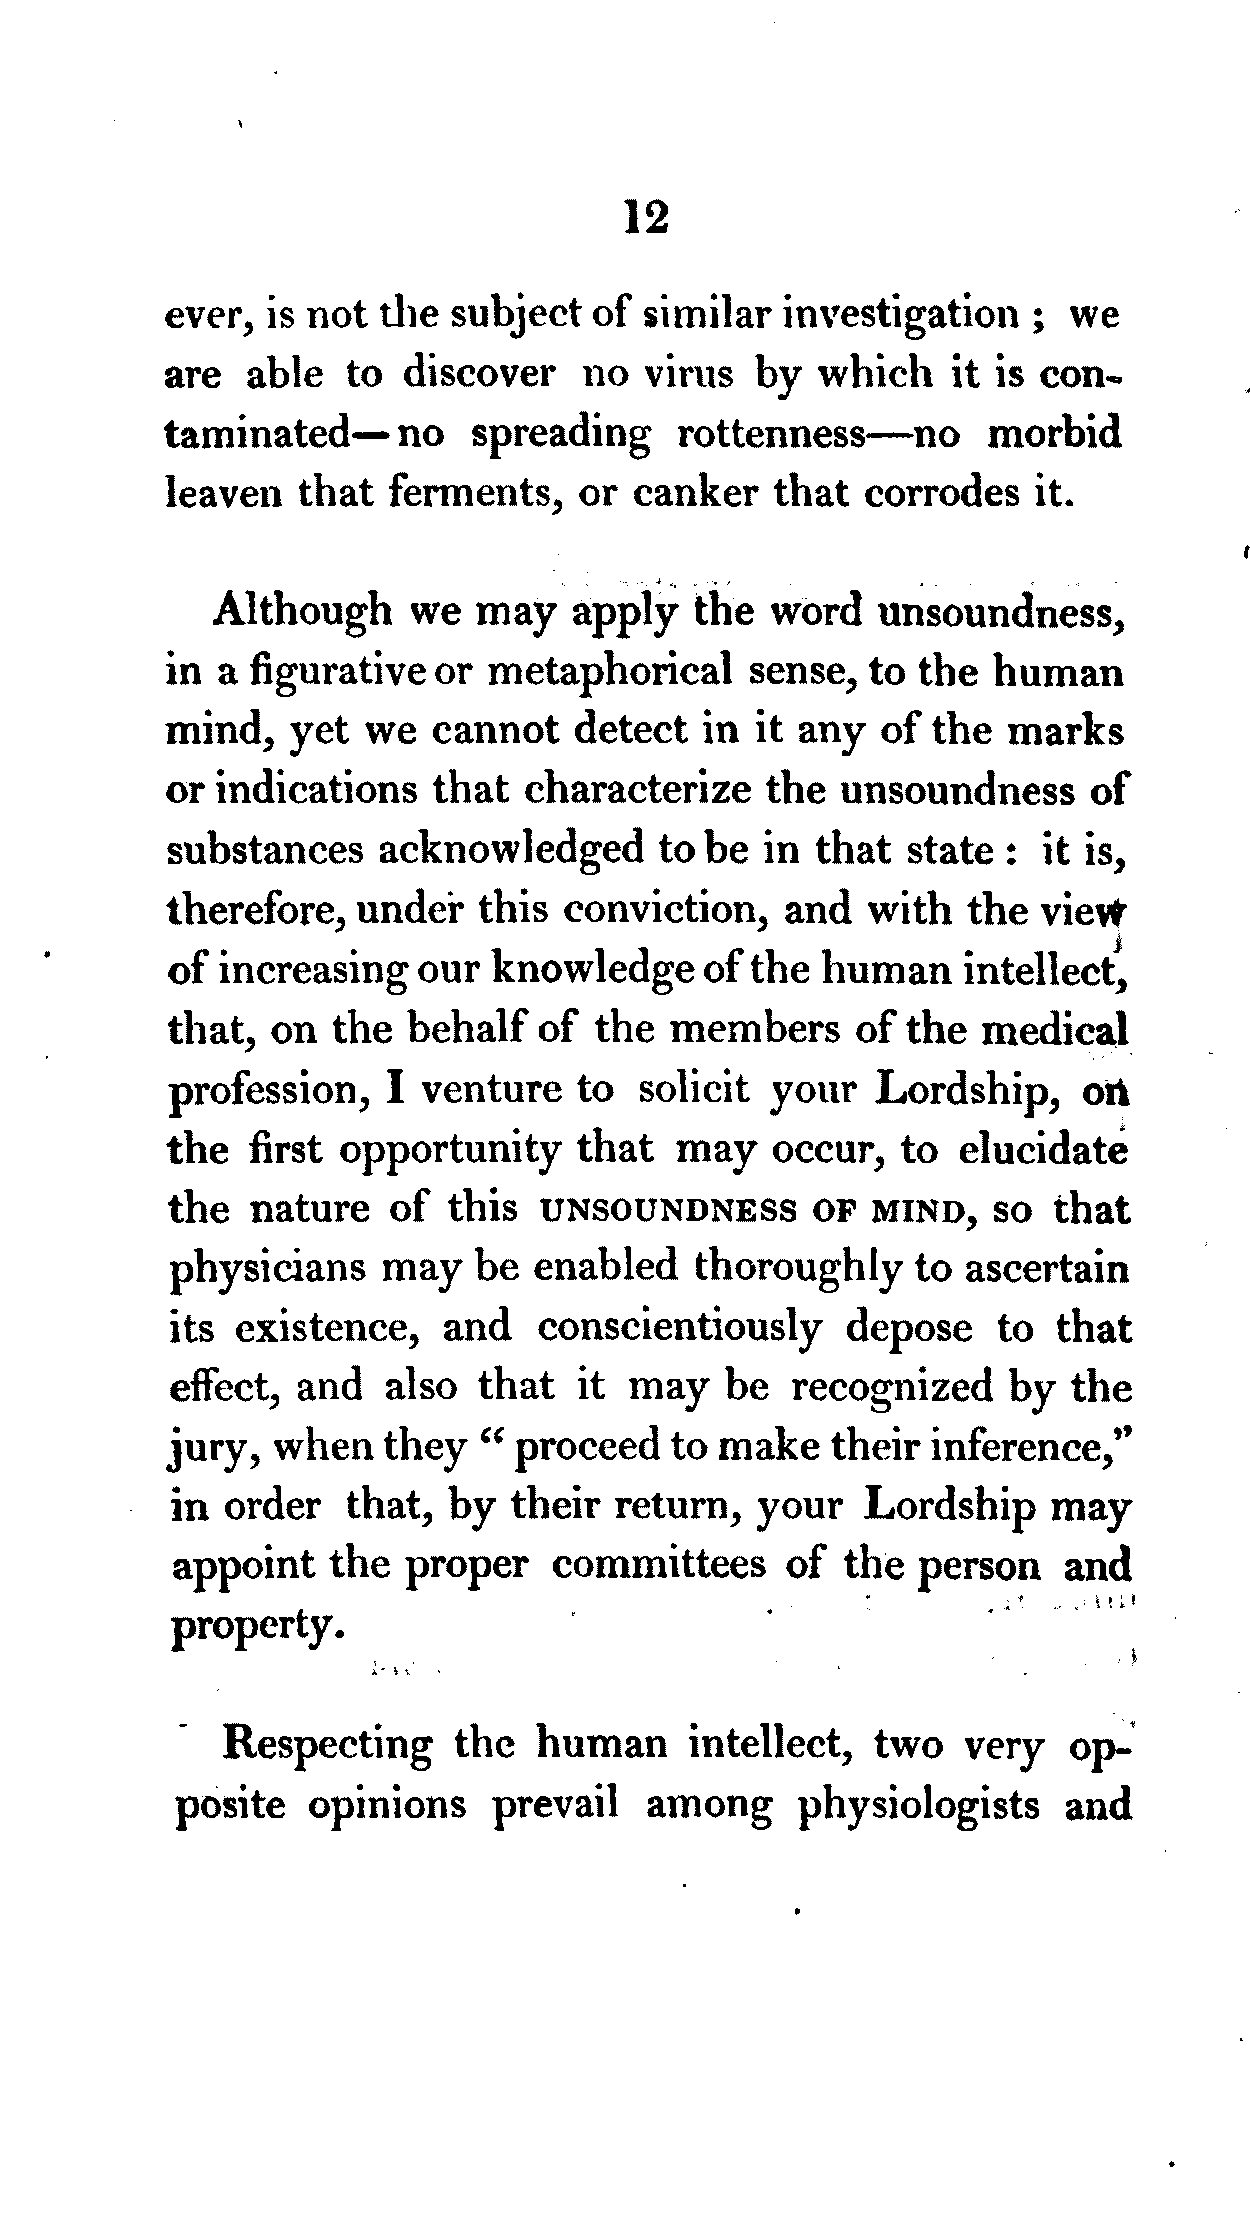 12
ever, is not the subject of similar investigation ; we
are able to discover no virus by which it is con-
taminated—no spreading rottenness—no morbid
leaven that ferments, or canker that corrodes it.
Although we may apply the word unsoundness,
in a figurative or metaphorical sense, to the human
mind, yet we cannot detect in it any of the marks
or indications that characterize the unsoundness of
substances acknowledged to be in that state : it is,
therefore, under this conviction, and with the view
of increasing our knowledge of the human intellect,
that, on the behalf of the members of the medical
profession, I venture to solicit your Lordship, on
the first opportunity that may occur, to elucidate
the nature of this UNSOUNDNESS OF MIND, so that
physicians may be enabled thoroughly to ascertain
its existence, and conscientiously depose to that
effect, and also that it may be recognized by the
jury, when they “ proceed to make their inference,”
in order that, by their return, your Lordship may
appoint the proper committees of the person and
property.
Respecting the human intellect, two very op-
posite opinions prevail among physiologists and